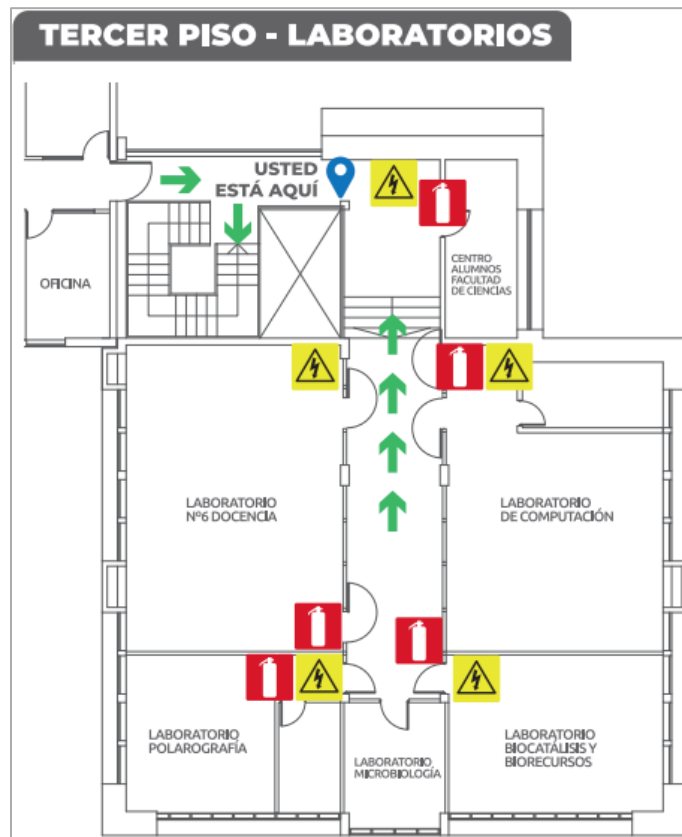 TERCER PISO - LABORATORIOS
USTED
ESTÁ AQUÍ
OFICINA
CENTRO
ALUMNOS
FACULTAD
DE CIENCIAS
LABORATORIO
Nº6 DOCENCIA
LABORATORIO
DE COMPUTACIÓN
LABORATORIO
POLAROGRAFÍA
LABORATORIO
MICROBIOLOGÍA
LABORATORIO
BIOCATÁLISIS Y
BIORECURSOS